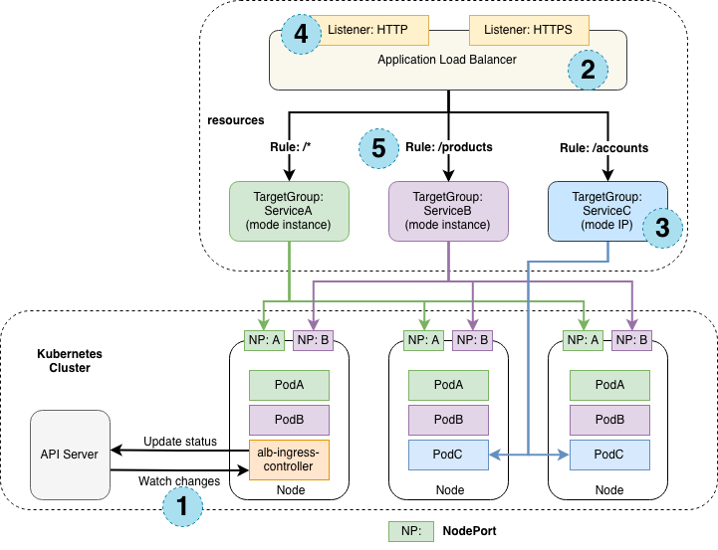 4
Listener: HTTP
Listener: HTTPS
Application Load Balancer
2
resources
Rule: /*
5
Rule: /products
Rule: /accounts
TargetGroup:
ServiceA
(mode instance)
TargetGroup:
ServiceB
(mode instance)
TargetGroup:
ServiceC
(mode IP)
3
Kubernetes
Cluster
NP: A
NP: B
NP: A
NP: B
NP: A
NP: B
PodA
PodB
alb-ingress-
controller
Node
PodA
PodB
PodC
Node
PodA
PodB
PodC
Node
API Server
Update status
Watch changes
1
NP:
NodePort